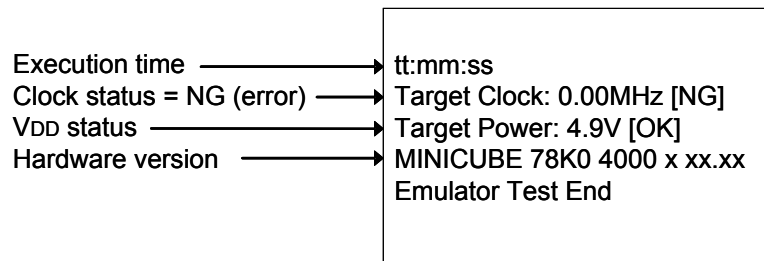 Execution time
Clock status = NG (error)
VDD status
Hardware version
tt:mm:ss
Target Clock: 0.00MHz [NG]
Target Power: 4.9V [OK]
MINICUBE 78K0 4000 x xx.xx
Emulator Test End